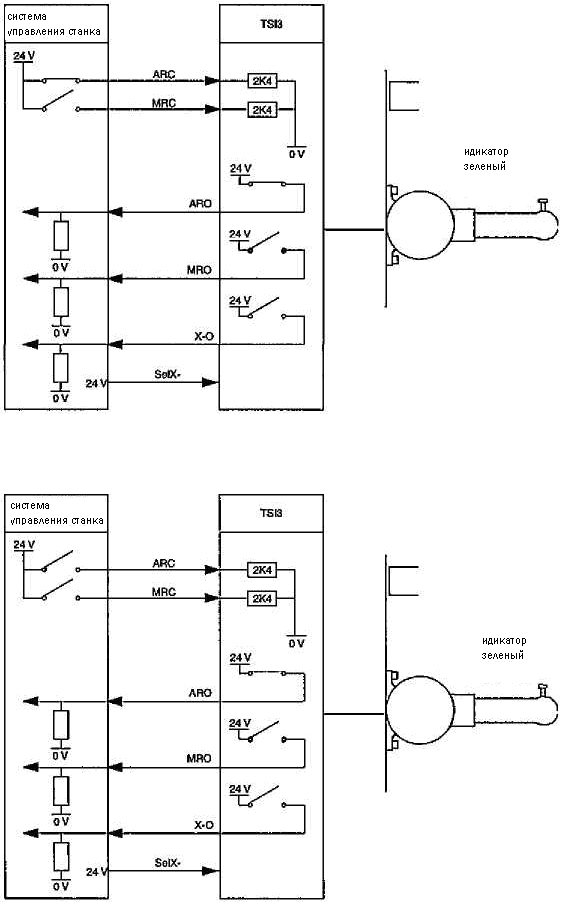 система
управления станка
TSI3
24 V
ARC
2K4
MRC
2K4
0 V
идикатор
зеленый
24 V
ARO
24 V
0 V
MRO
24 V
0 V
X-O
0 V
24 V
SelX-
система
управления станка
TSI3
24 V
ARC
2K4
MRC
2K4
0 V
идикатор
зеленый
24 V
ARO
24 V
0 V
MRO
24 V
0 V
X-O
0 V
24 V
SelX-